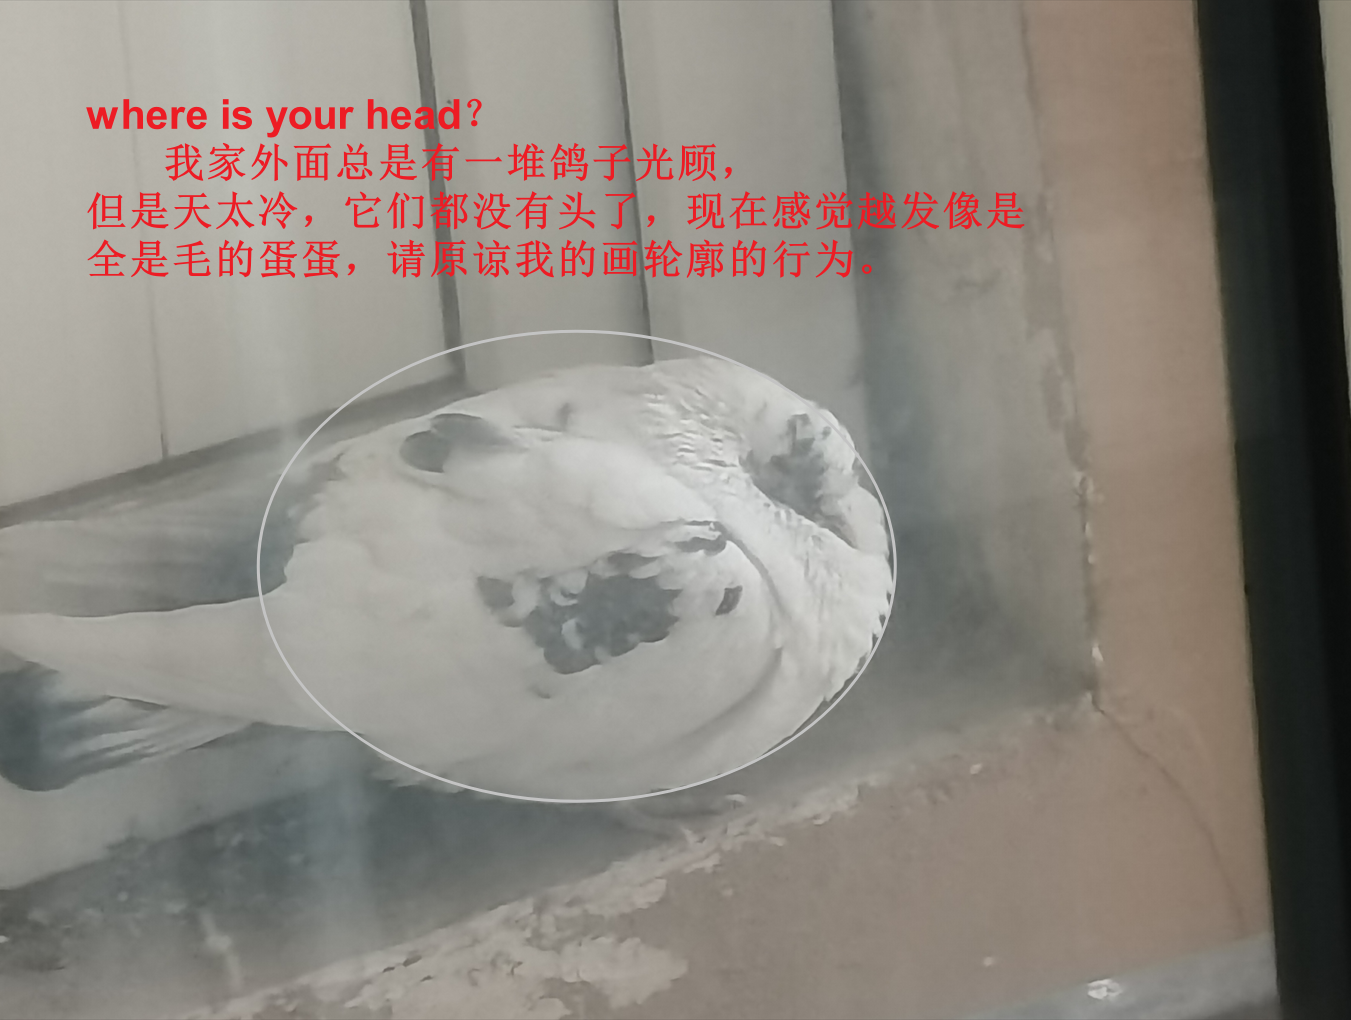 where is your head？
我家外面总是有一堆鸽子光顾，
但是天太冷，它们都没有头了，现在感觉越发像是
全是毛的蛋蛋，请原谅我的画轮廓的行为。